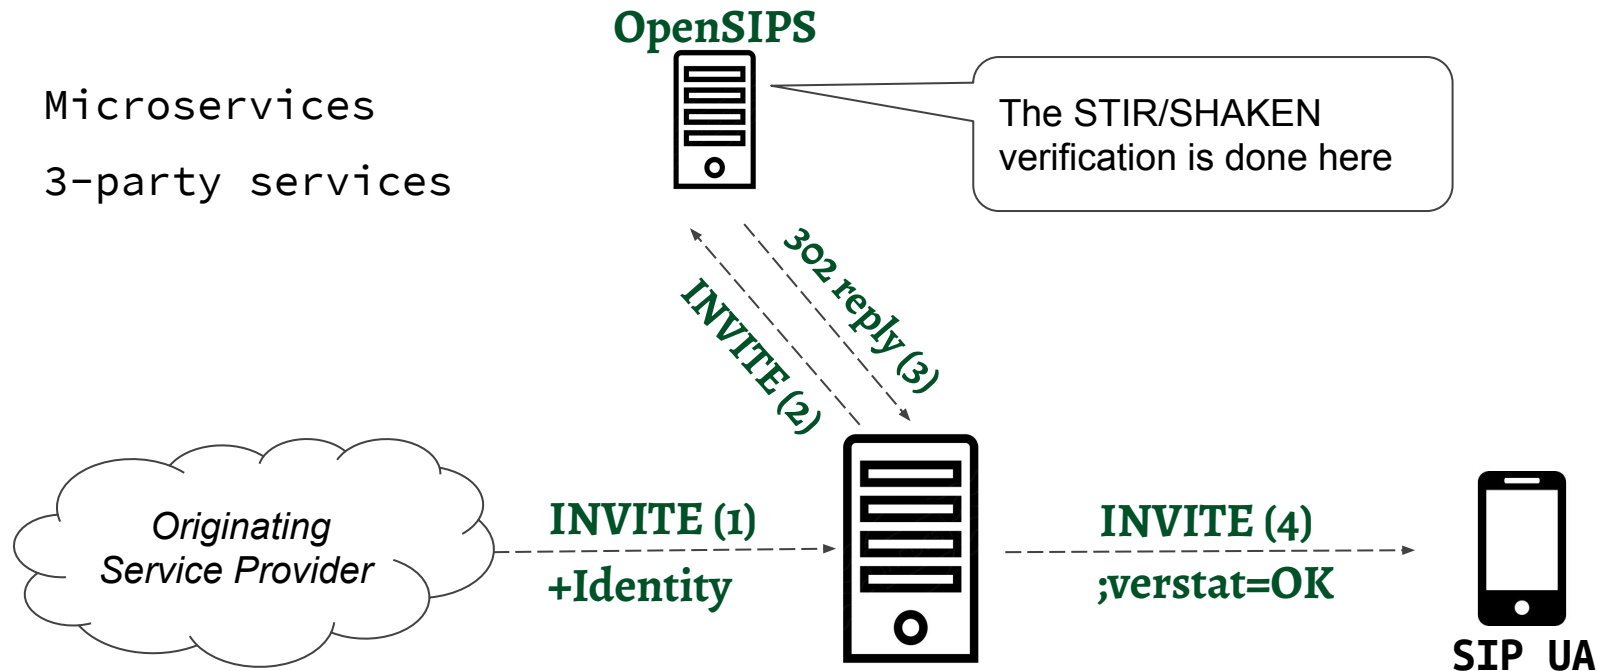 OpenSIPS
Microservices
3-party services
The STIR/SHAKEN
verification is done here
302 reply (3)
INVITE (2)
Originating
Service Provider
INVITE (1)
+Identity
INVITE (4)
;verstat=OK
SIP UA